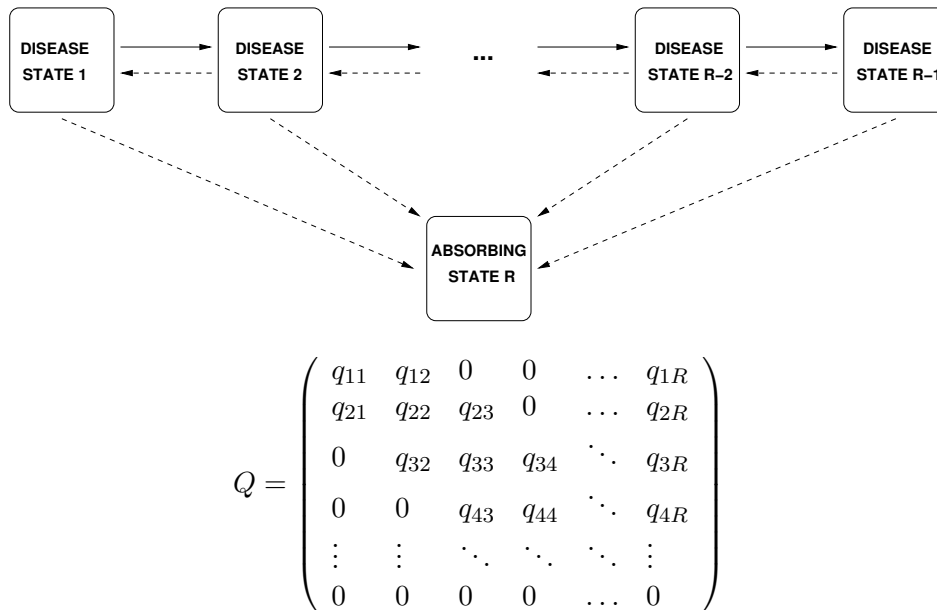 DISEASE DISEASE ... DISEASE DISEASE
STATE 1 STATE 2 STATE R−2 STATE R−1
ABSORBING
STATE R
Q =
q11 q12 0 0 … q1R
q21 q22 q23 0 … q2R
0 q32 q33 q34 ⋱ q3R
0 0 q43 q44 ⋱ q4R
⋮ ⋮ ⋱ ⋱ ⋱ ⋮
0 0 0 0 … 0